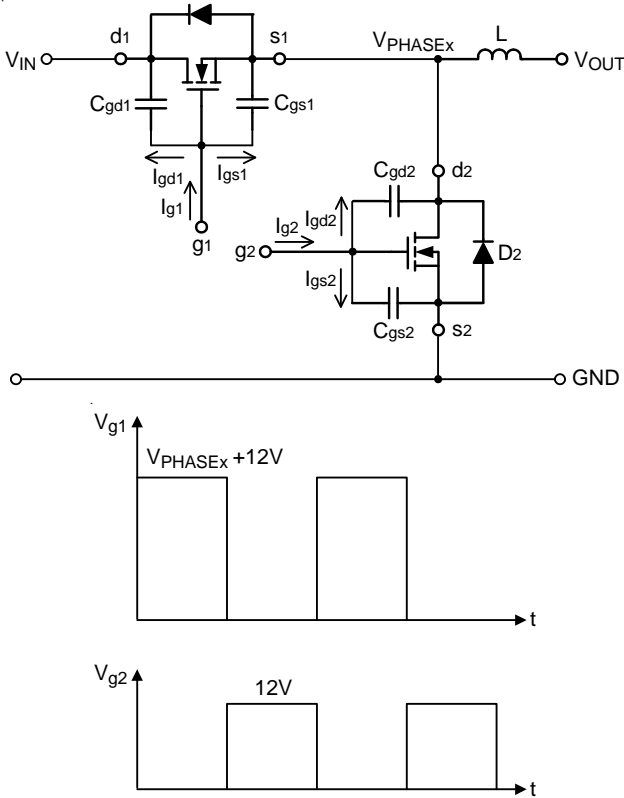 d1
s1
VPHASEx
L
VIN
VOUT
Cgd1
Cgs1
Igd1
Igs1
Ig1
g1
Cgd2
d2
Ig2
Igd2
g2
D2
Igs2
Cgs2
s2
GND
Vg1
VPHASEx +12V
t
Vg2
12V
t